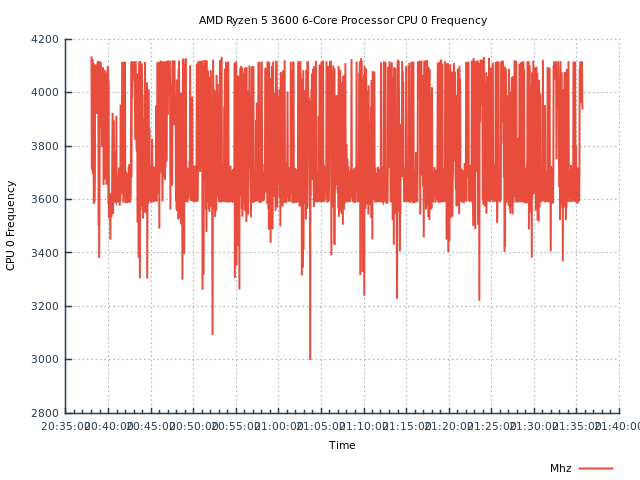 AMD Ryzen 5 3600 6-Core Processor CPU 0 Frequency
4200
4000
3800
3600
3400
3200
3000
2800
CPU 0 Frequency
20:35:00 20:40:00 20:45:00 20:50:00 20:55:00 21:00:00 21:05:00 21:10:00 21:15:00 21:20:00 21:25:00 21:30:00 21:35:00 21:40:00
Time
Mhz